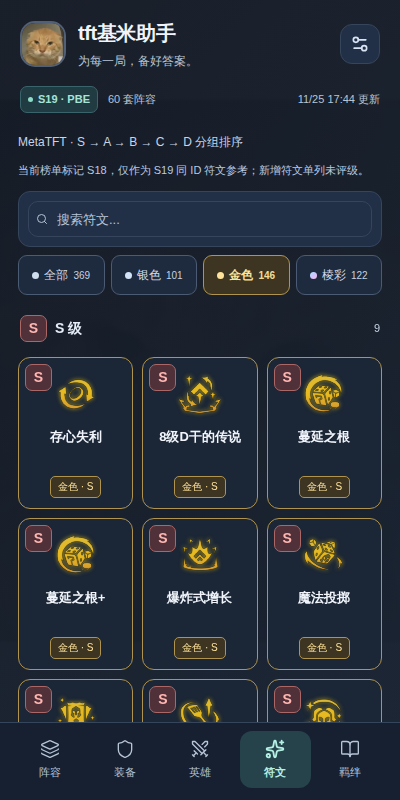 tft基米助手
为每一局，备好答案。
S19 · PBE
60 套阵容
11/25 17:44 更新
MetaTFT · S → A → B → C → D 分组排序
当前榜单标记 S18，仅作为 S19 同 ID 符文参考；新增符文单列未评级。
搜索符文...
全部 369
银色 101
金色 146
棱彩 122
S
S 级
9
S
S
S
存心失利
8级D干的传说
蔓延之根
金色 · S
金色 · S
金色 · S
S
S
S
蔓延之根+
爆炸式增长
魔法投掷
金色 · S
金色 · S
金色 · S
S
S
S
阵容
装备
英雄
符文
羁绊